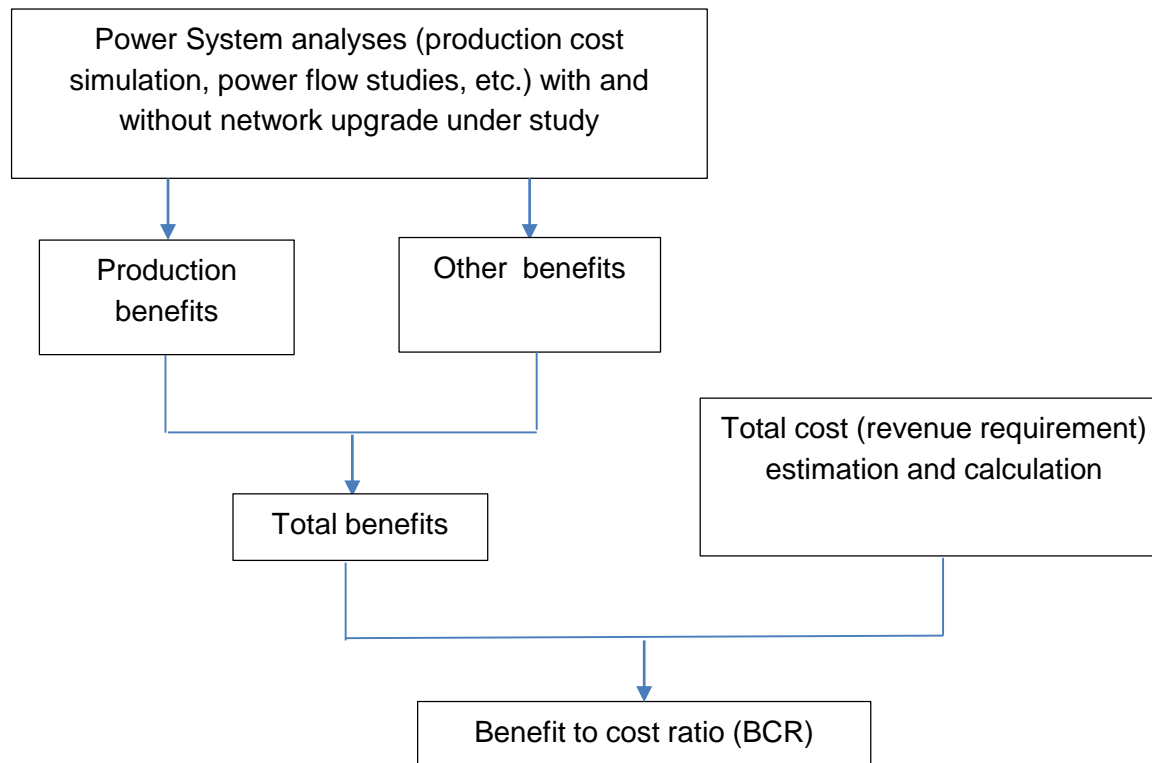 Power System analyses (production cost
simulation, power flow studies, etc.) with and
without network upgrade under study
Production
benefits
Other benefits
Total cost (revenue requirement)
estimation and calculation
Total benefits
Benefit to cost ratio (BCR)